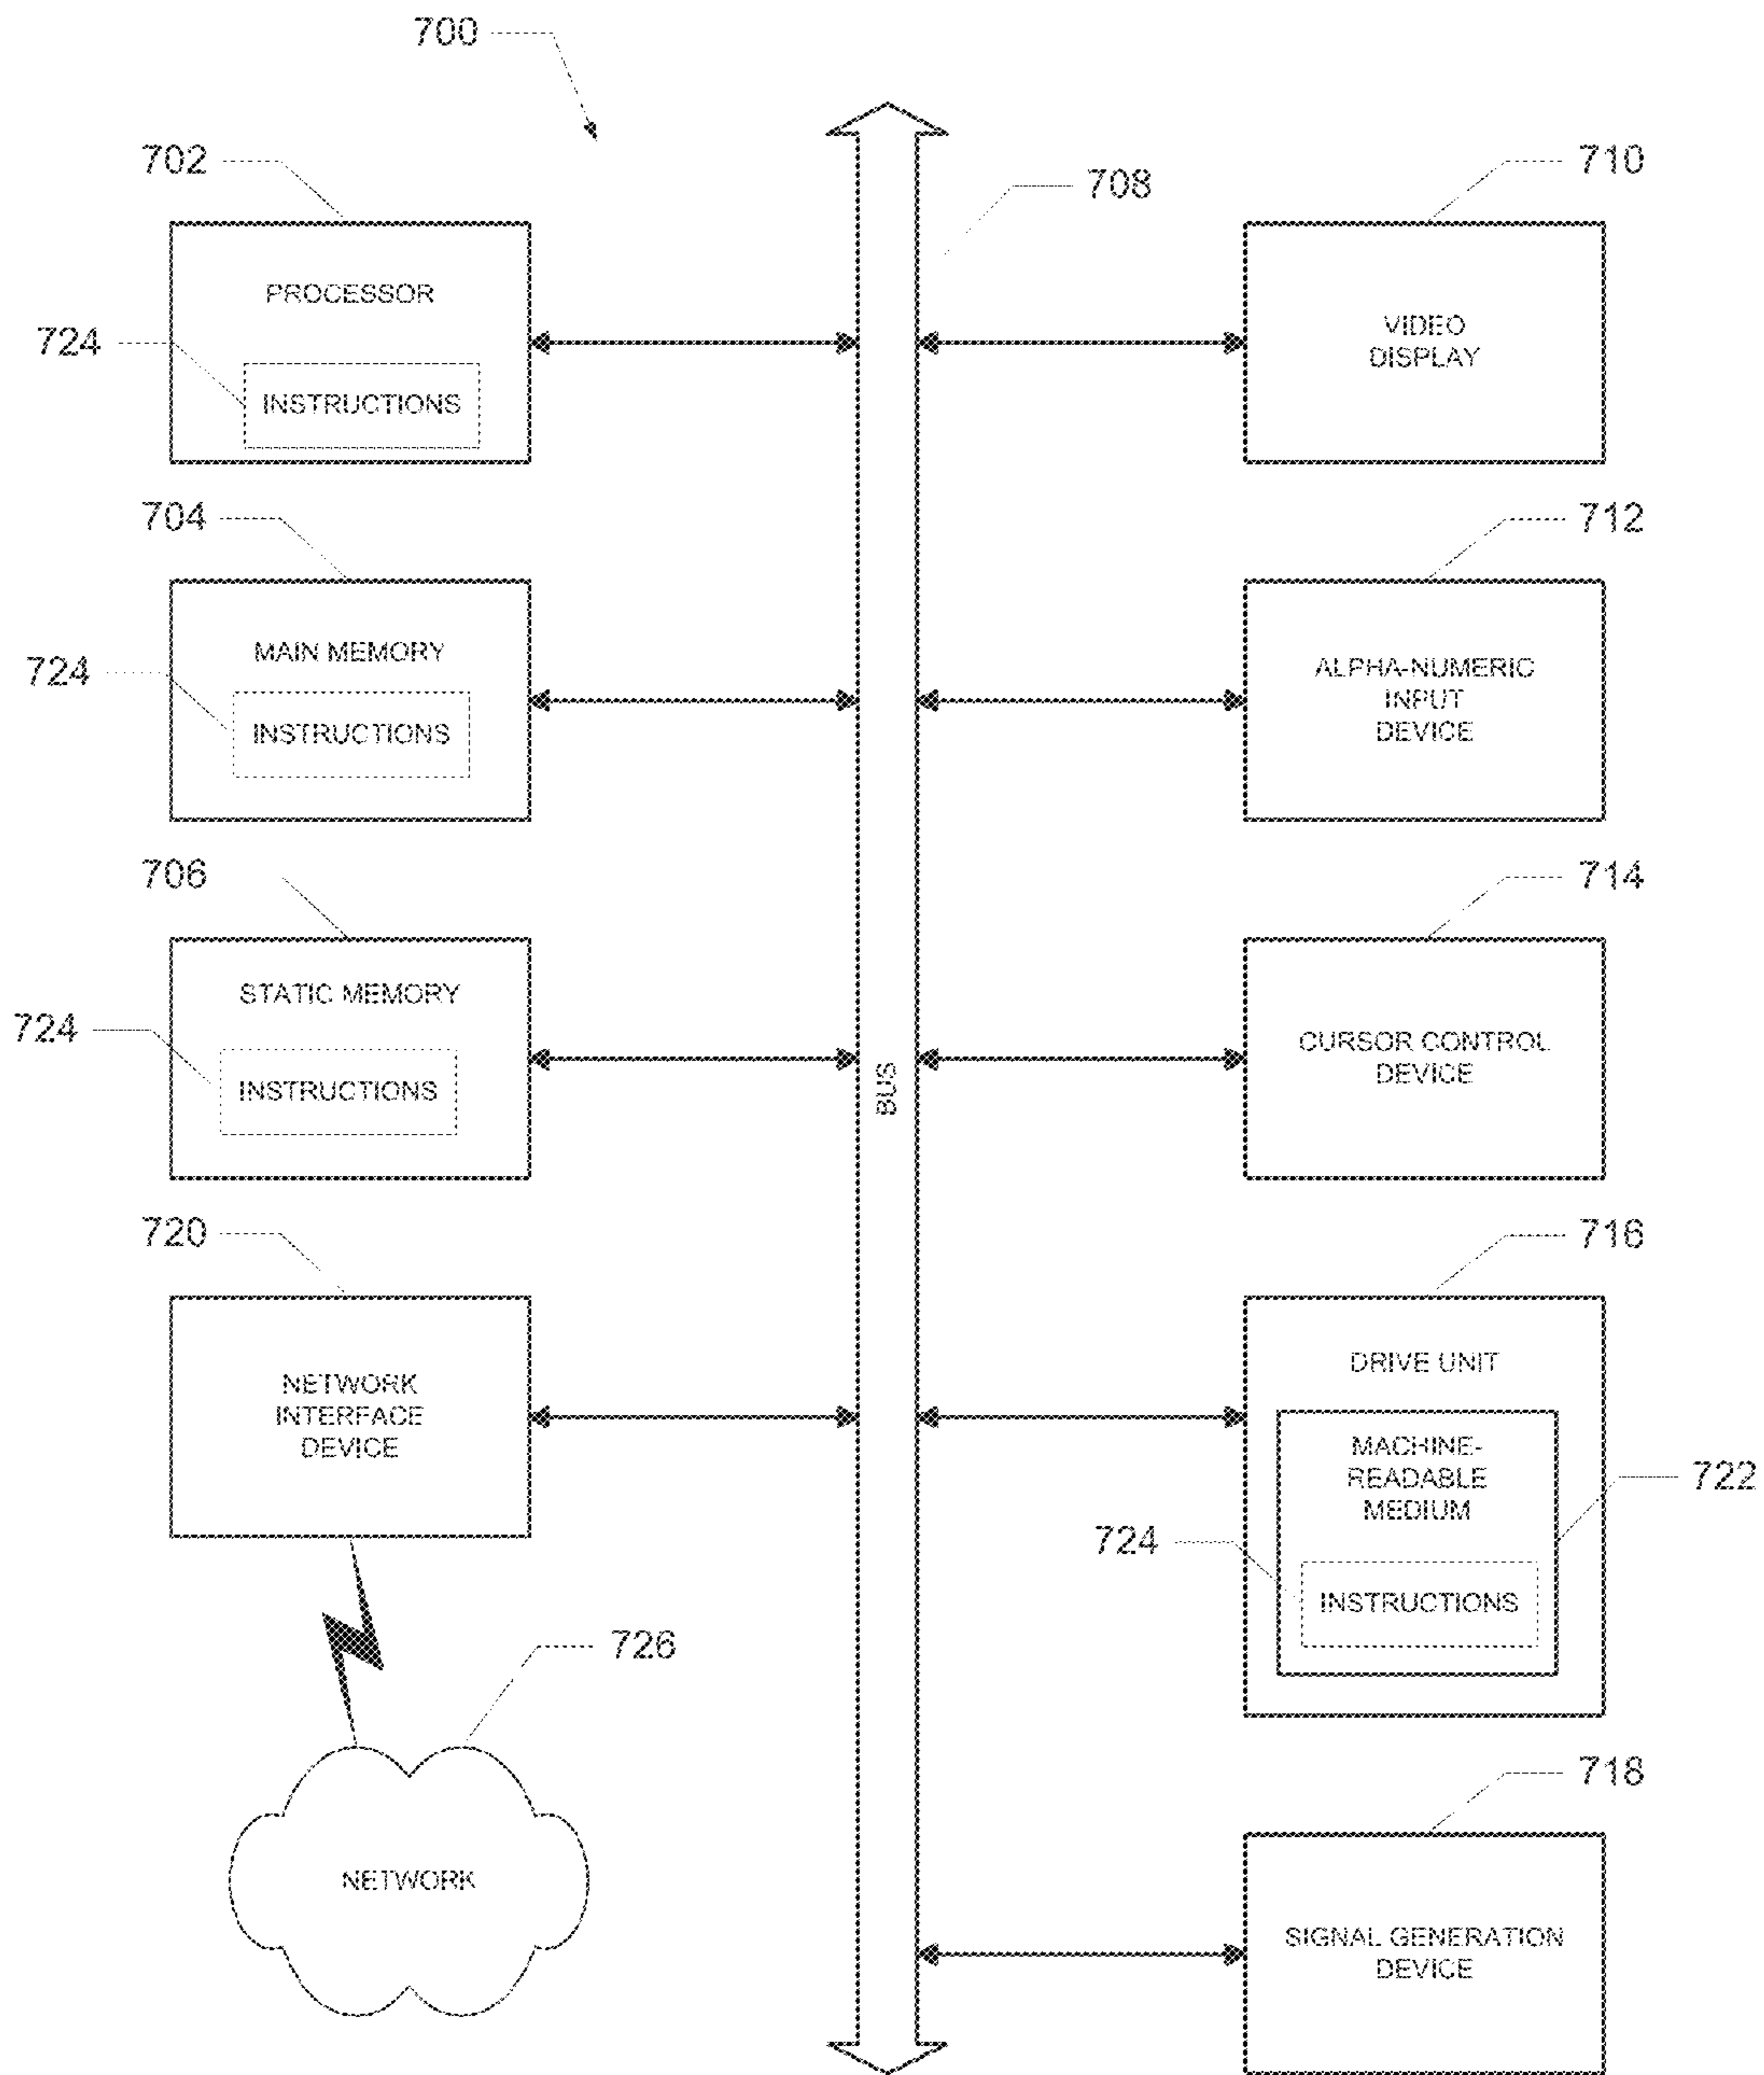 700
702
PROCESSOR
724
INSTRUCTIONS
704
MAIN MEMORY
724
INSTRUCTIONS
706
STATIC MEMORY
724
INSTRUCTIONS
720
NETWORK
INTERFACE
DEVICE
726
NETWORK
708
BUS
710
VIDEO
DISPLAY
712
ALPHA-NUMERIC
INPUT
DEVICE
714
CURSOR CONTROL
DEVICE
716
DRIVE UNIT
MACHINE-
READABLE
MEDIUM
722
724
INSTRUCTIONS
718
SIGNAL GENERATION
DEVICE